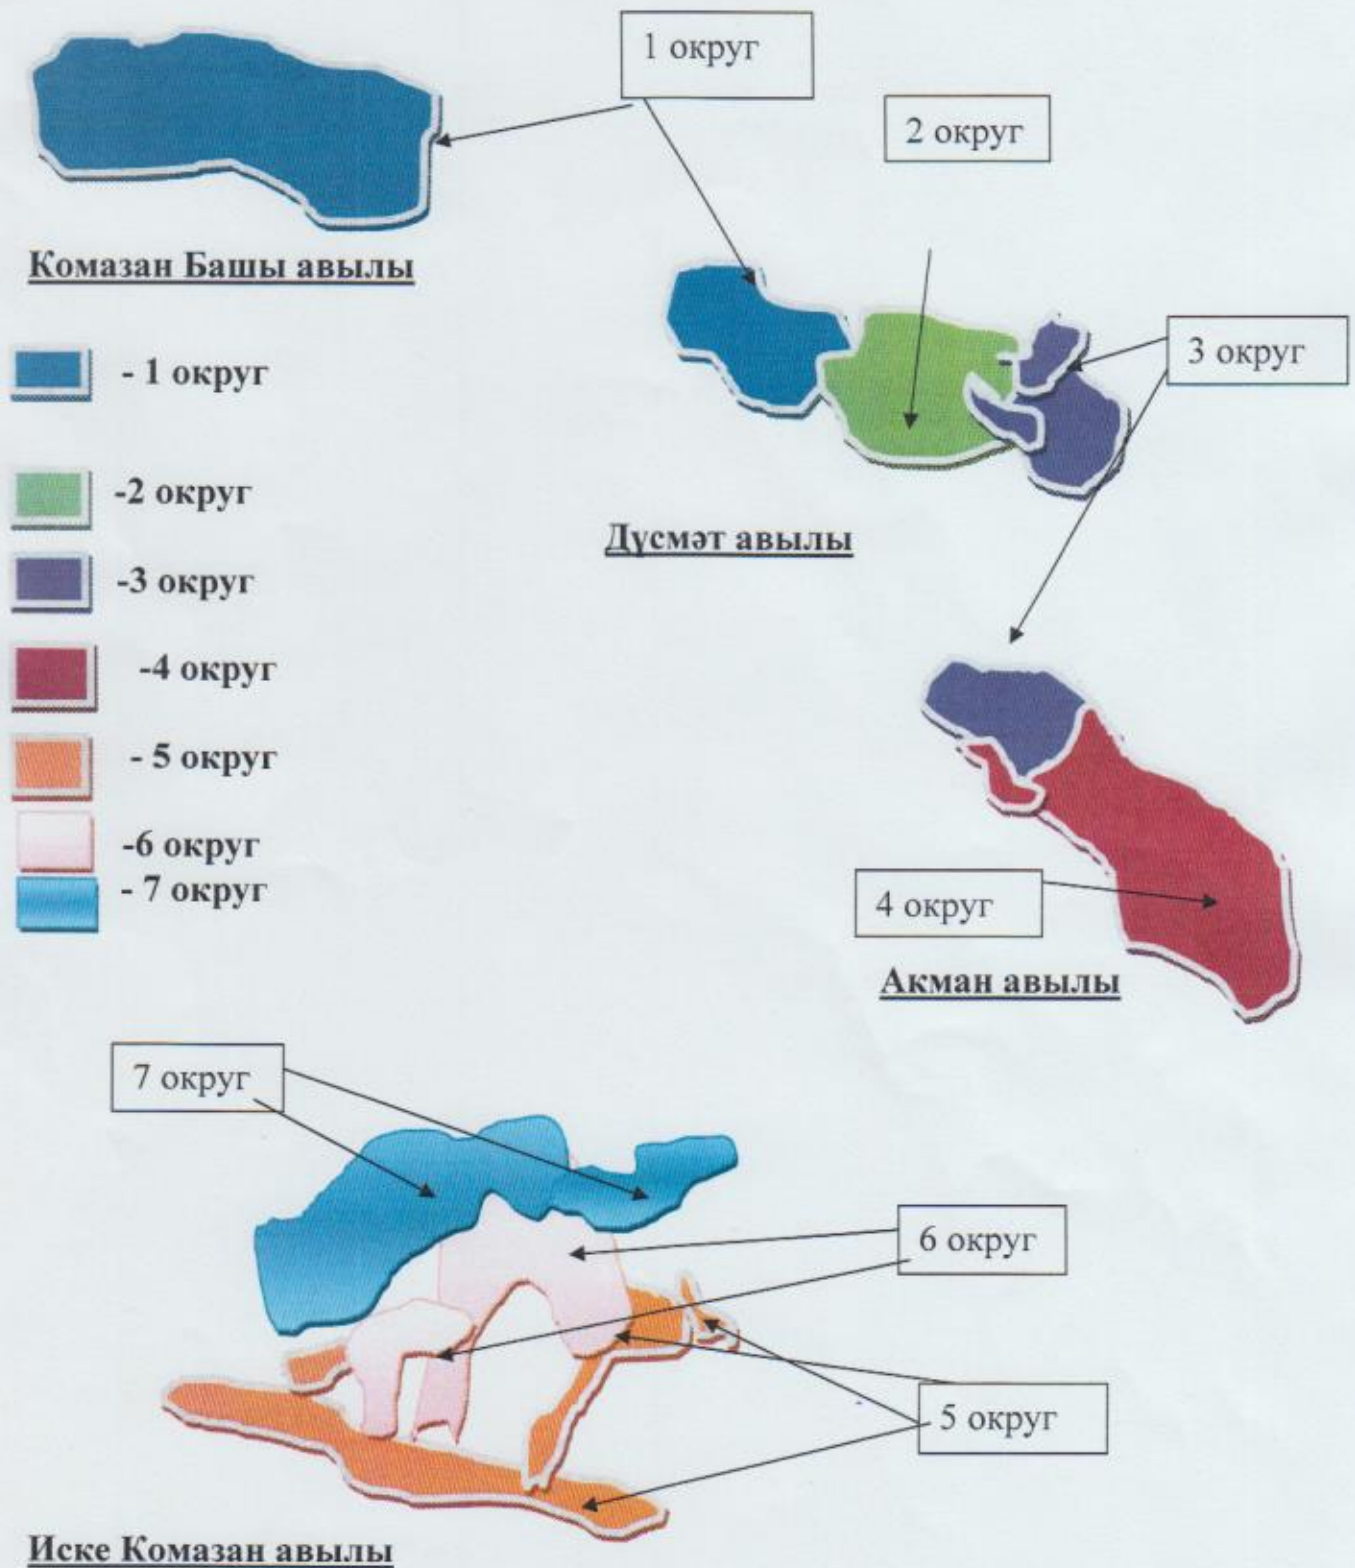 1 округ
2 округ
Комазан Башы авылы
3 округ
- 1 округ
-2 округ
Дүсмәт авылы
-3 округ
-4 округ
- 5 округ
-6 округ
- 7 округ
4 округ
Акман авылы
7 округ
6 округ
5 округ
Иске Комазан авылы